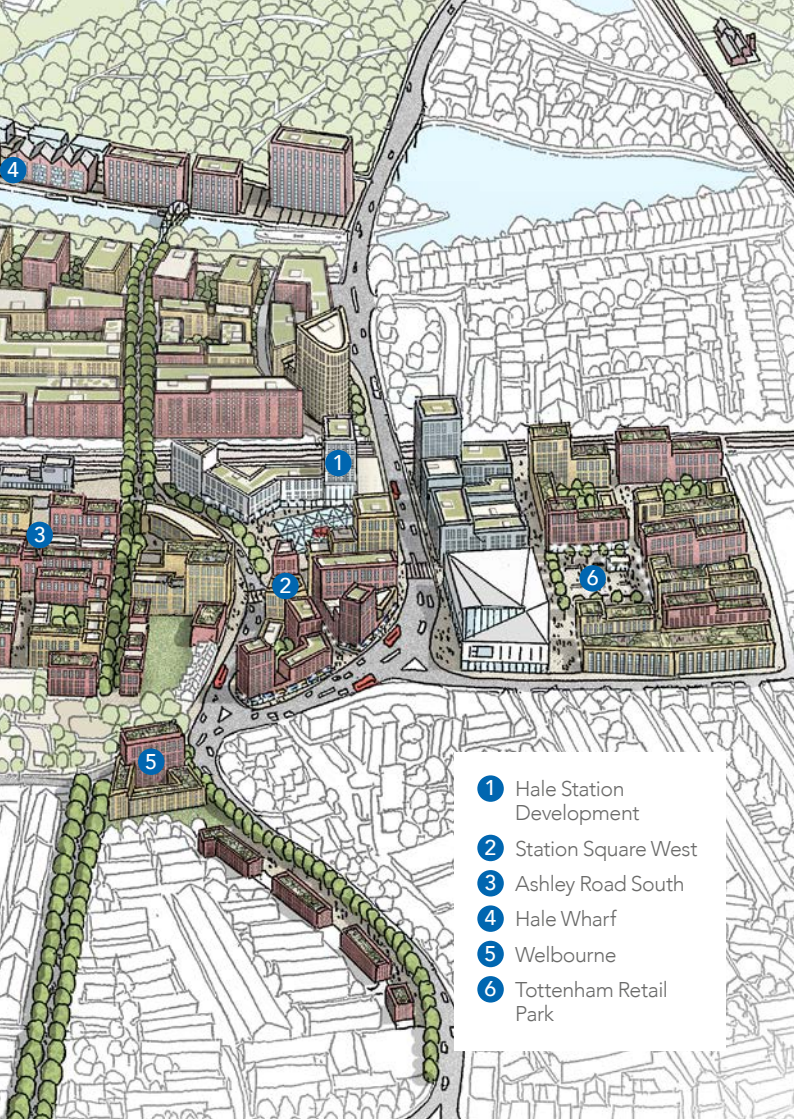 4
1
3
2
6
5
1 Hale Station
Development
2 Station Square West
3 Ashley Road South
4 Hale Wharf
5 Welbourne
6 Tottenham Retail
Park